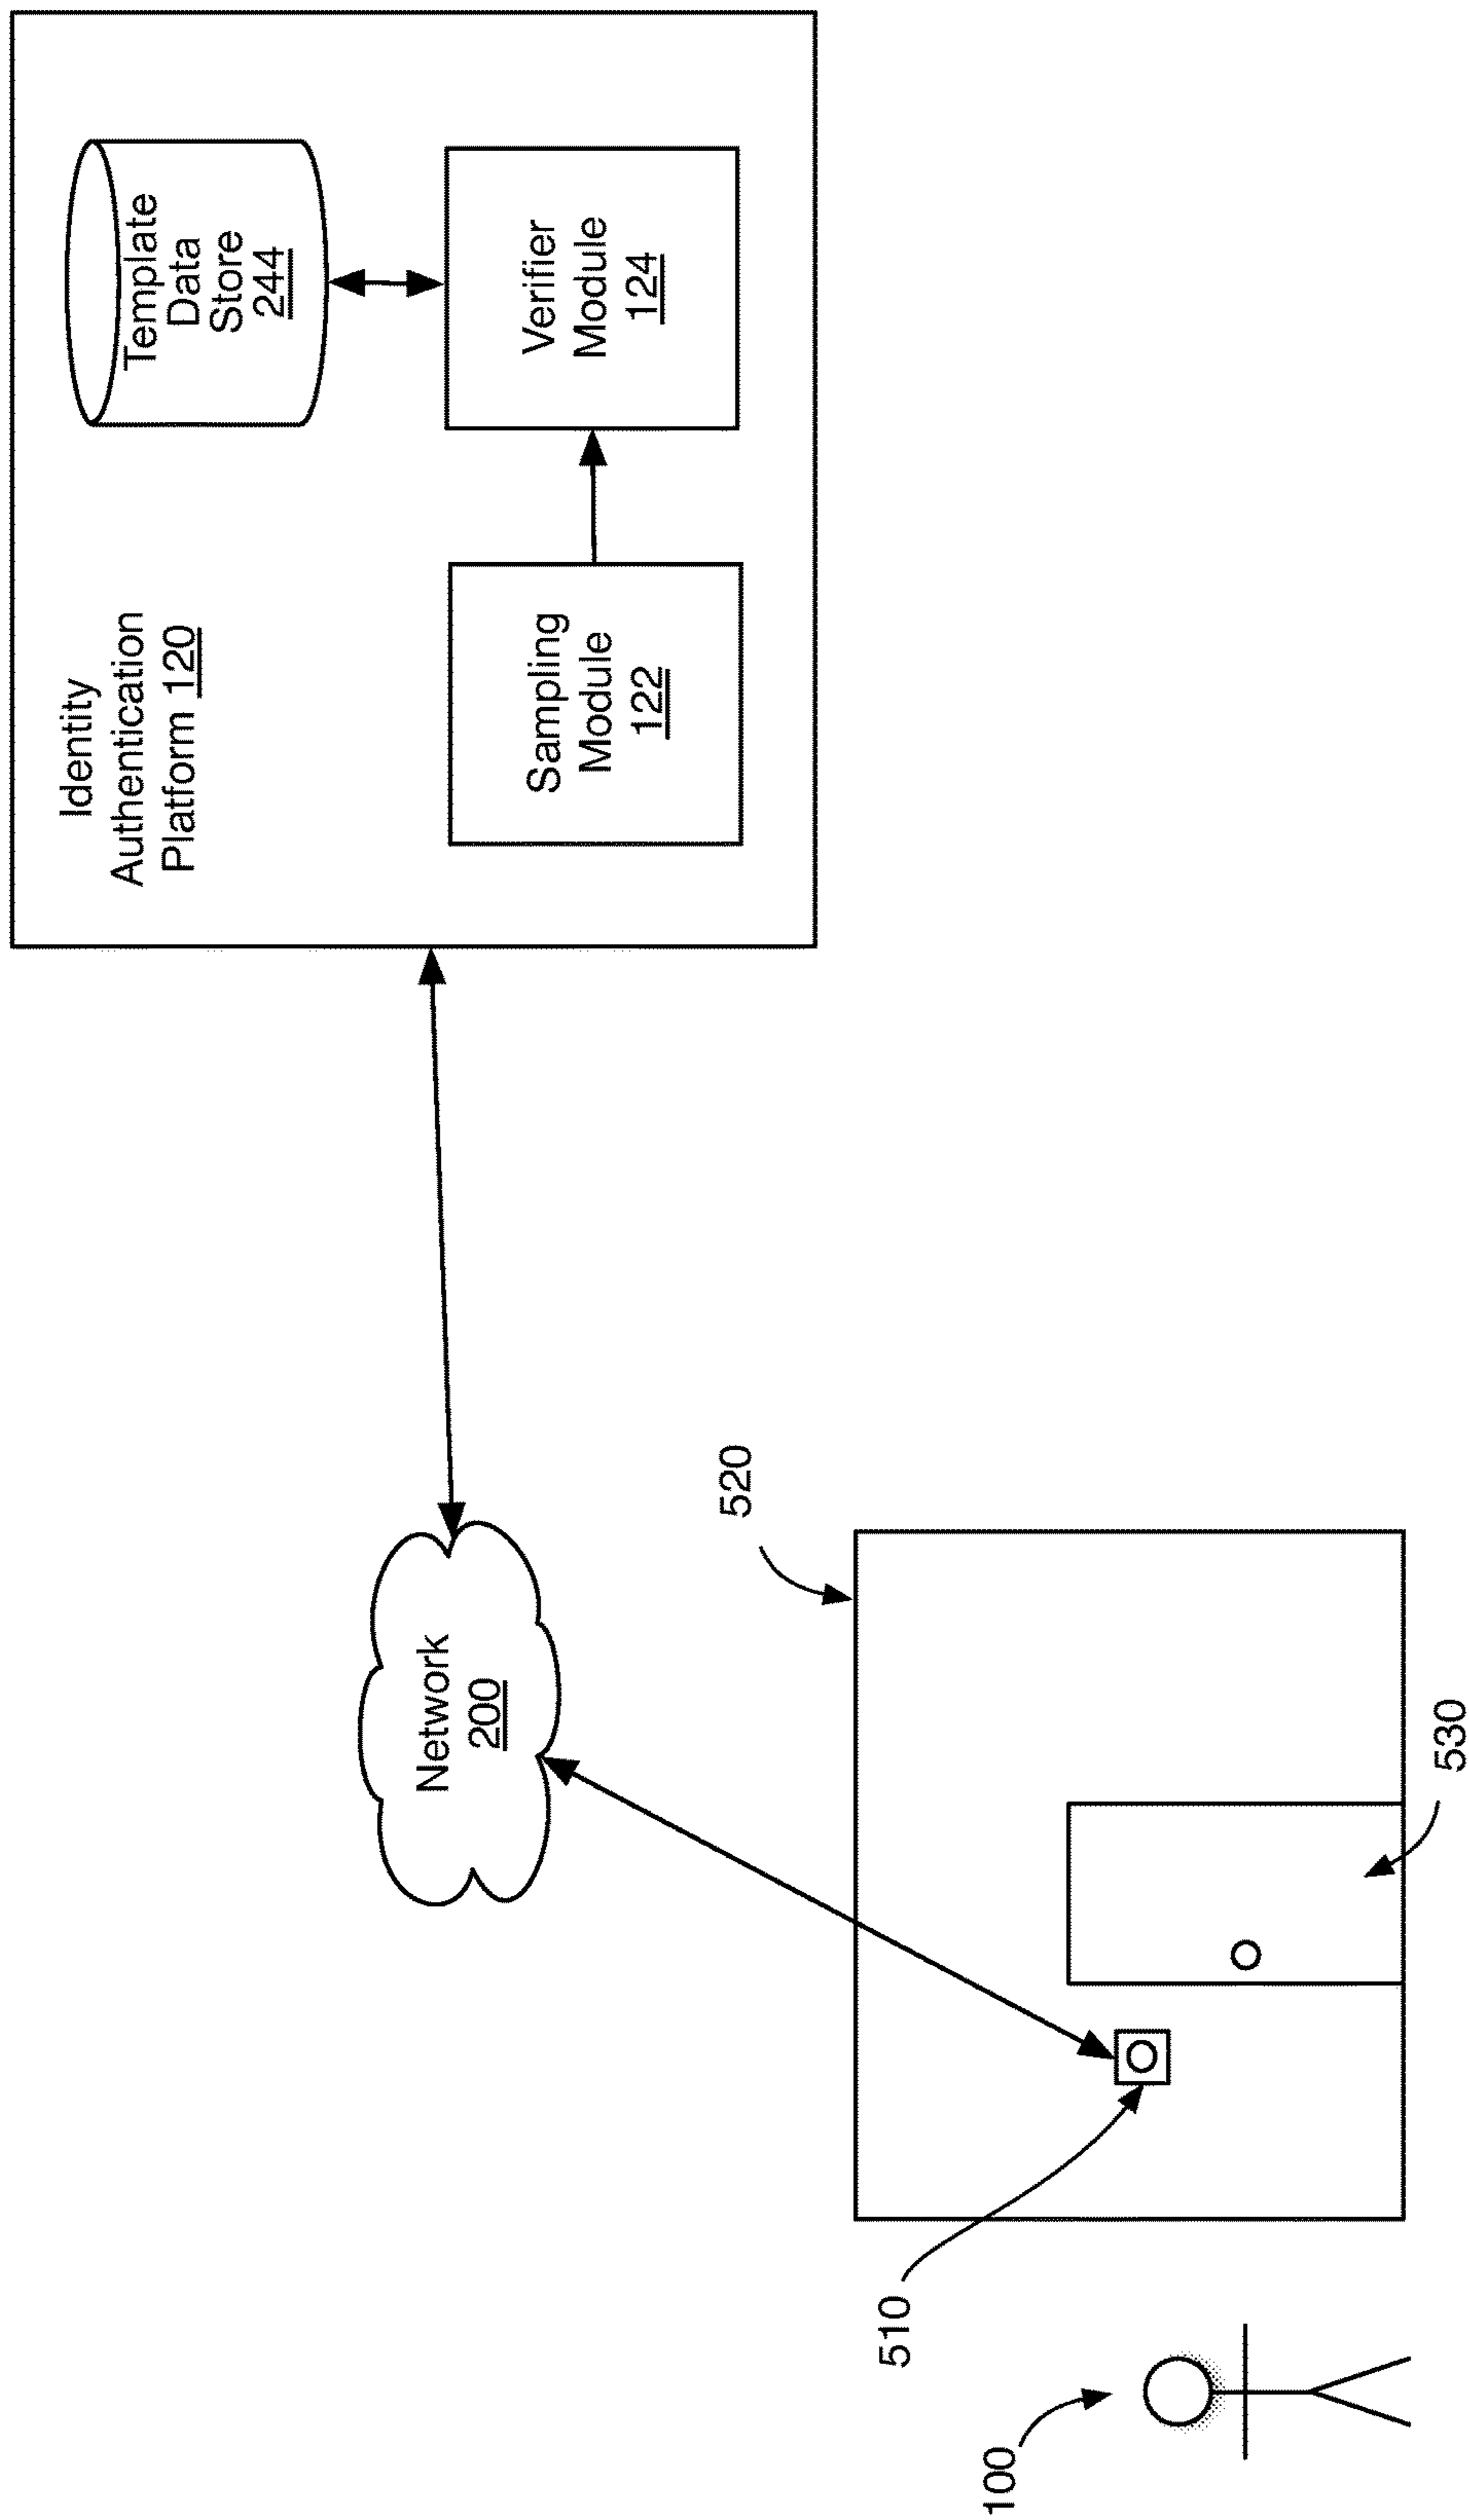 Identity
Authentication
Platform 120
Template
Data
Store
244
Sampling
Module
122
Verifier
Module
124
Network
200
520
530
510
100